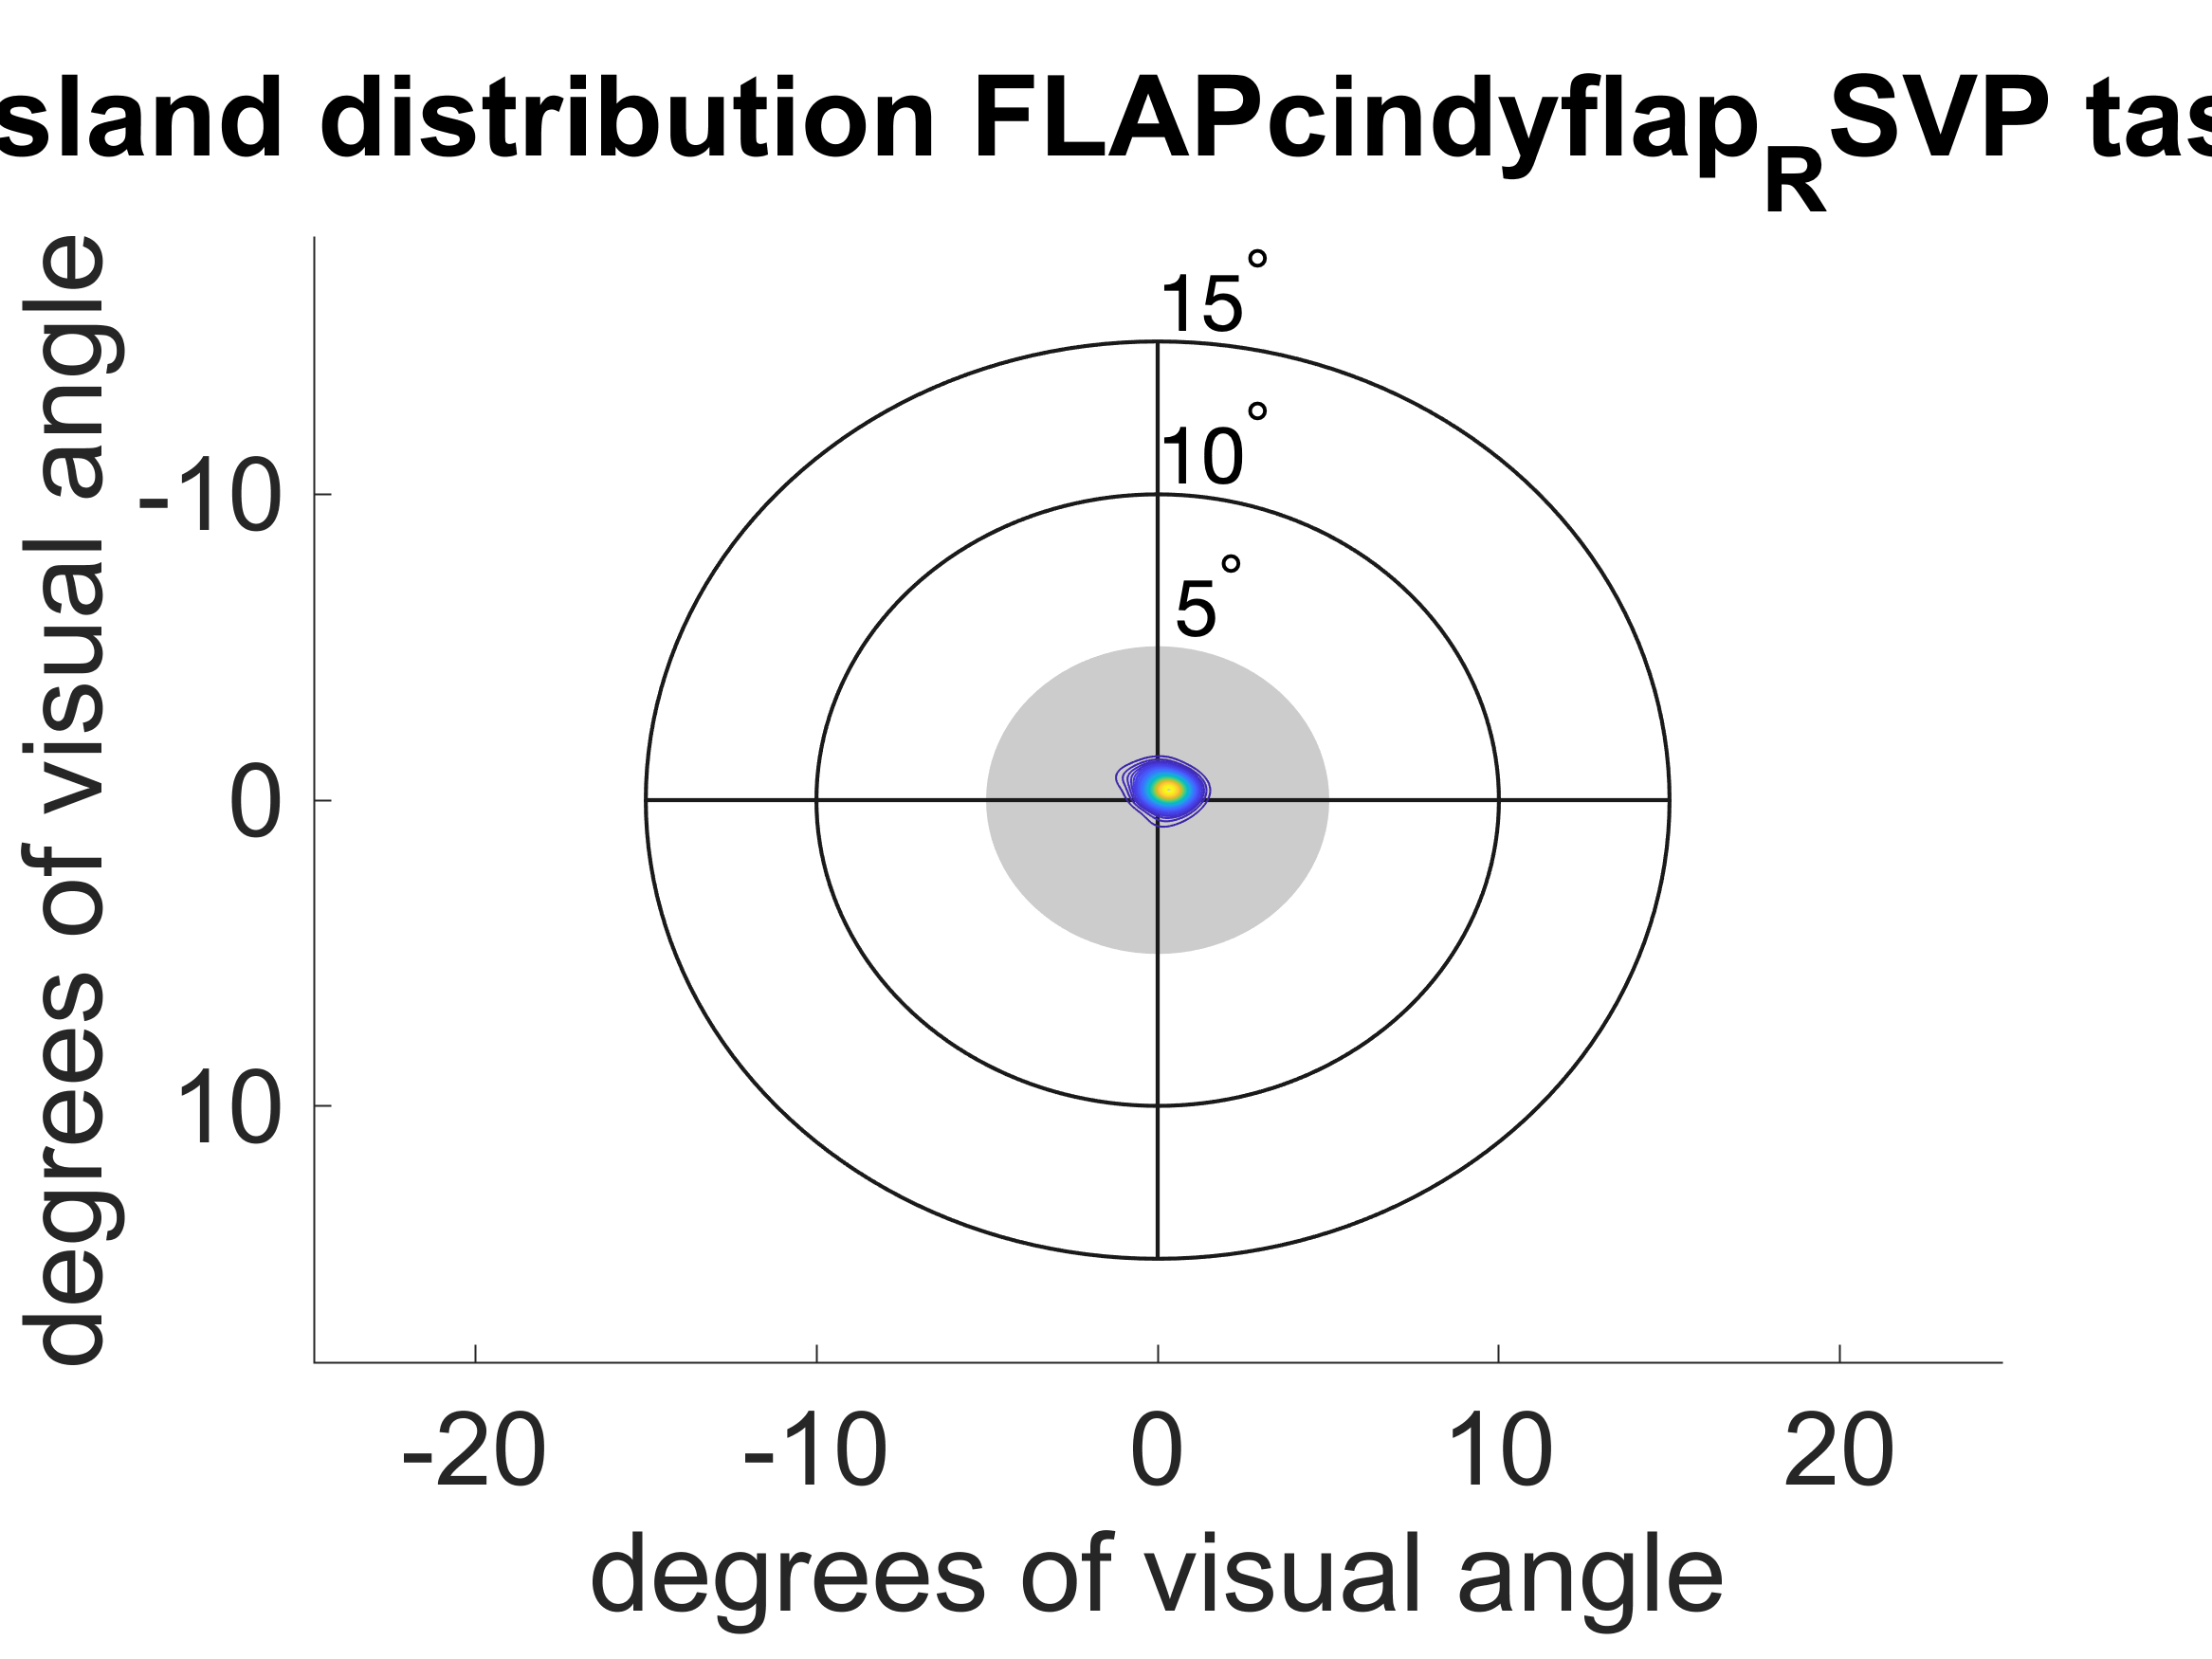 sland distribution FLAPcindyflapRSVP tas
15°
10°
5°
degrees of visual angle
-10
0
10
-20 -10 0 10 20
degrees of visual angle